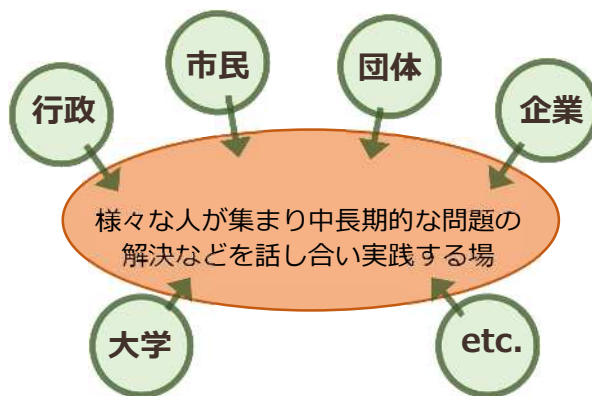 市民
団体
行政
企業
様々な人が集まり中長期的な問題の
解決などを話し合い実践する場
大学
etc.